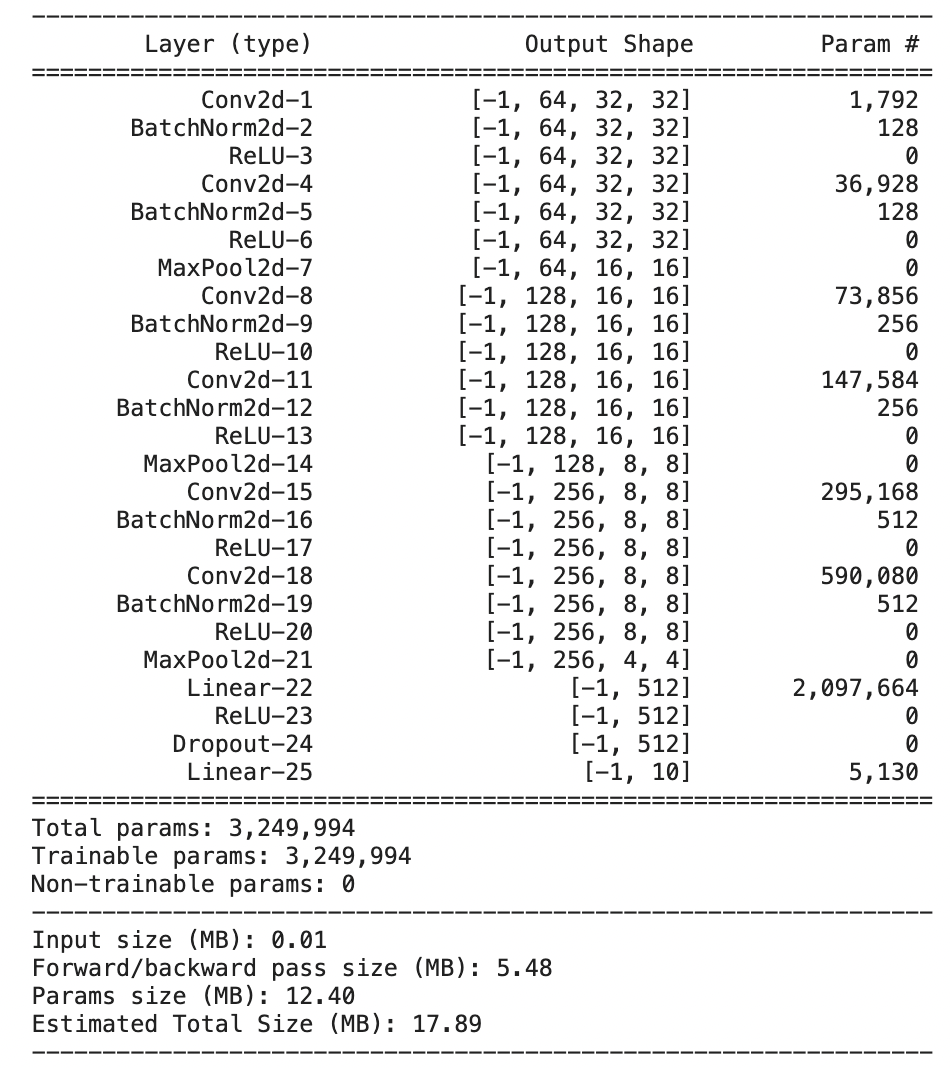 ----------------------------------------------------------------
Layer (type) Output Shape Param #
================================================================
Conv2d-1 [-1, 64, 32, 32] 1,792
BatchNorm2d-2 [-1, 64, 32, 32] 128
ReLU-3 [-1, 64, 32, 32] 0
Conv2d-4 [-1, 64, 32, 32] 36,928
BatchNorm2d-5 [-1, 64, 32, 32] 128
ReLU-6 [-1, 64, 32, 32] 0
MaxPool2d-7 [-1, 64, 16, 16] 0
Conv2d-8 [-1, 128, 16, 16] 73,856
BatchNorm2d-9 [-1, 128, 16, 16] 256
ReLU-10 [-1, 128, 16, 16] 0
Conv2d-11 [-1, 128, 16, 16] 147,584
BatchNorm2d-12 [-1, 128, 16, 16] 256
ReLU-13 [-1, 128, 16, 16] 0
MaxPool2d-14 [-1, 128, 8, 8] 0
Conv2d-15 [-1, 256, 8, 8] 295,168
BatchNorm2d-16 [-1, 256, 8, 8] 512
ReLU-17 [-1, 256, 8, 8] 0
Conv2d-18 [-1, 256, 8, 8] 590,080
BatchNorm2d-19 [-1, 256, 8, 8] 512
ReLU-20 [-1, 256, 8, 8] 0
MaxPool2d-21 [-1, 256, 4, 4] 0
Linear-22 [-1, 512] 2,097,664
ReLU-23 [-1, 512] 0
Dropout-24 [-1, 512] 0
Linear-25 [-1, 10] 5,130
================================================================
Total params: 3,249,994
Trainable params: 3,249,994
Non-trainable params: 0
----------------------------------------------------------------
Input size (MB): 0.01
Forward/backward pass size (MB): 5.48
Params size (MB): 12.40
Estimated Total Size (MB): 17.89
----------------------------------------------------------------